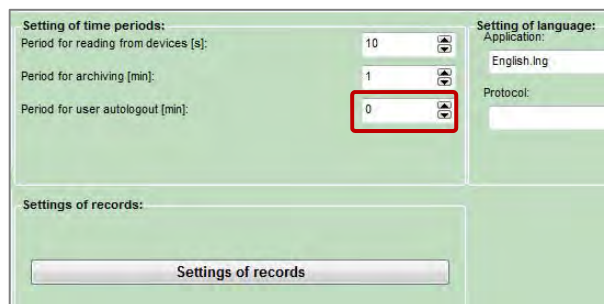 Setting of time periods:
Period for reading from devices [s]: 10
Period for archiving [min]: 1
Period for user autologout [min]: 0
Setting of language:
Application:
English.lng
Protocol:
Settings of records:
Settings of records